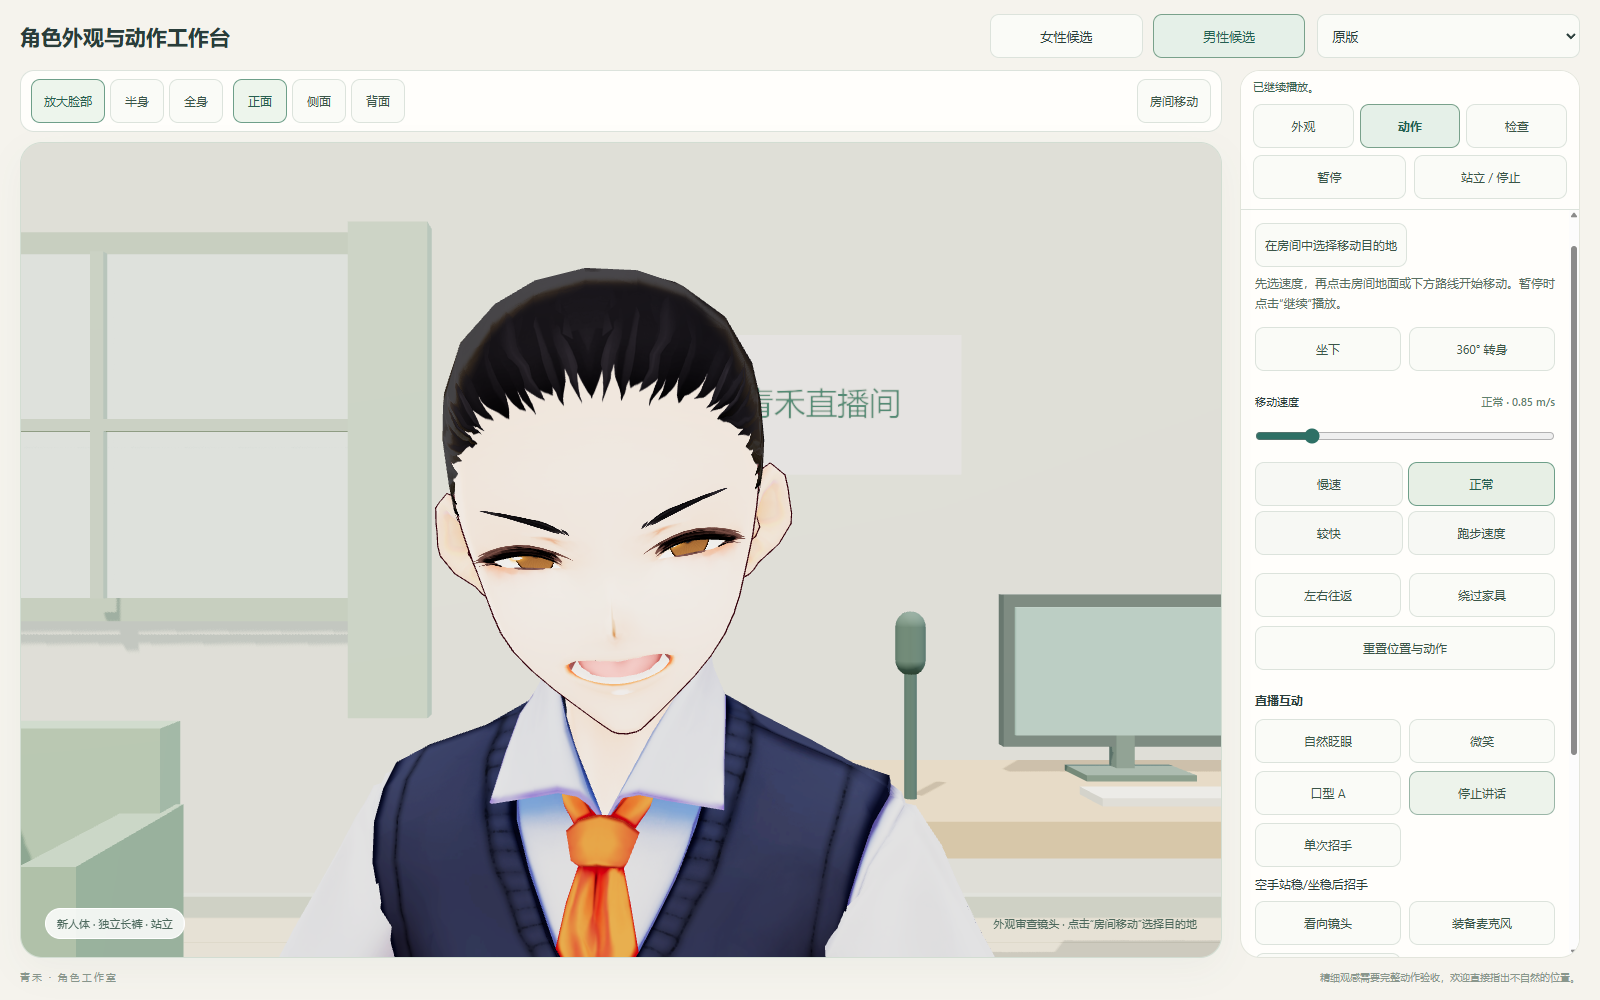 角色外观与动作工作台
女性候选
男性候选
原版
放大脸部
半身
全身
正面
侧面
背面
房间移动
已继续播放。
外观
动作
检查
暂停
站立 / 停止
在房间中选择移动目的地
先选速度，再点击房间地面或下方路线开始移动。暂停时
点击“继续”播放。
坐下
360° 转身
移动速度
正常 · 0.85 m/s
慢速
正常
较快
跑步速度
左右往返
绕过家具
重置位置与动作
直播互动
自然眨眼
微笑
口型 A
停止讲话
单次招手
空手站稳/坐稳后招手
看向镜头
装备麦克风
青禾直播间
新人体 · 独立长裤 · 站立
外观审查镜头 · 点击“房间移动”选择目的地
青禾 · 角色工作室
精细观感需要完整动作验收，欢迎直接指出不自然的位置。